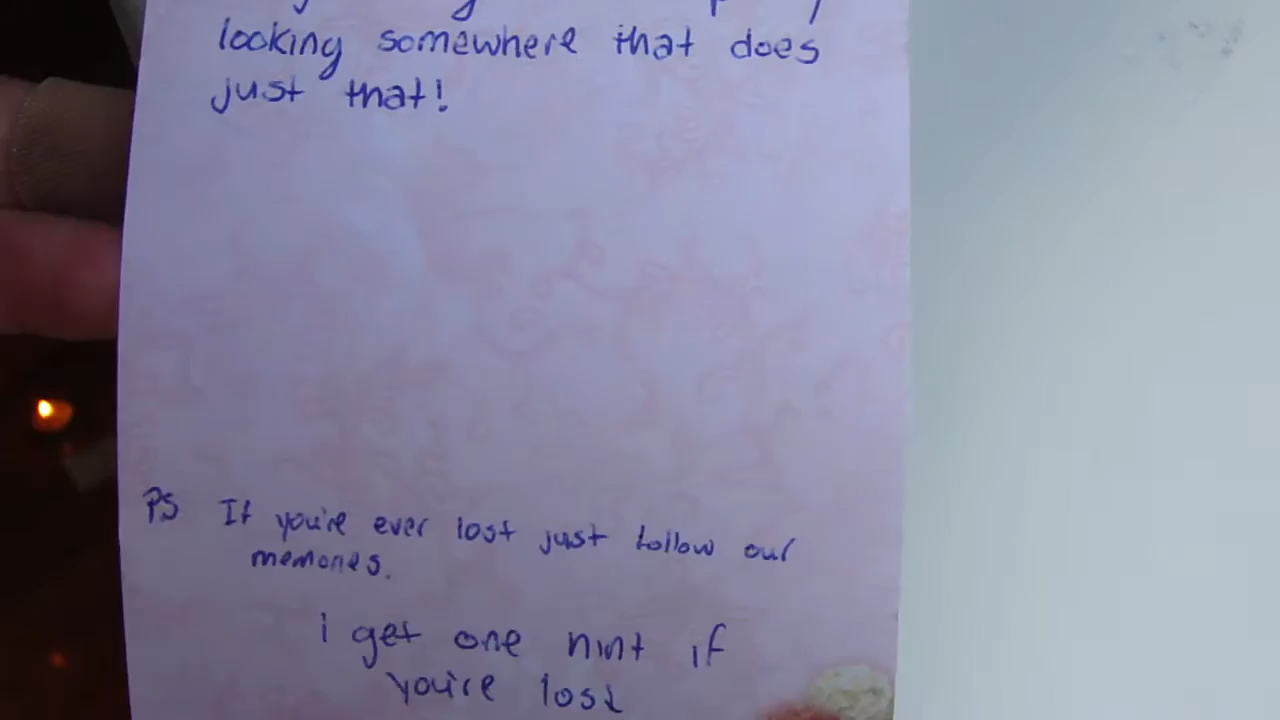 looking somewhere that does
just that!
PS If you're ever lost just follow our
memories.
i get one hint if
you're lost